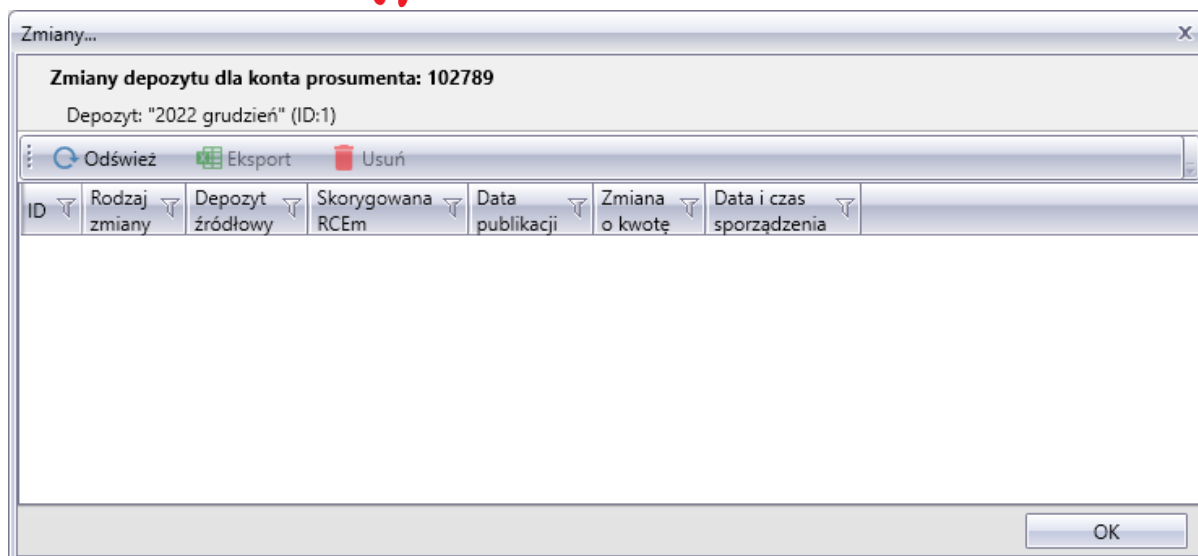 Zmiany...
Zmiany depozytu dla konta prosumenta: 102789
Depozyt: "2022 grudzień" (ID:1)
Odśwież Eksport Usuń
ID Rodzaj zmiany Depozyt źródłowy Skorygowana RCEm Data publikacji Zmiana o kwotę Data i czas sporządzenia
OK